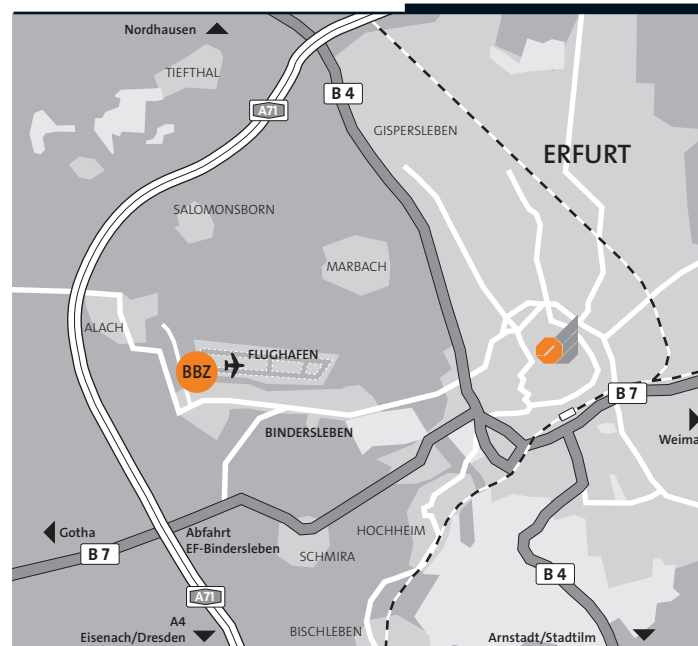 Nordhausen
TIEFTHAL
B 4
A71
GISPERSLEBEN
ERFURT
SALOMONSBORN
MARBACH
ALACH
FLUGHAFEN
BBZ
B 7
BINDERSLEBEN
Weima
Gotha
Abfahrt
EF-Bindersleben
HOCHHEIM
B 7
SCHMIRA
B 4
A71
A4
Eisenach/Dresden
BISCHLEBEN
Arnstadt/Stadtilm